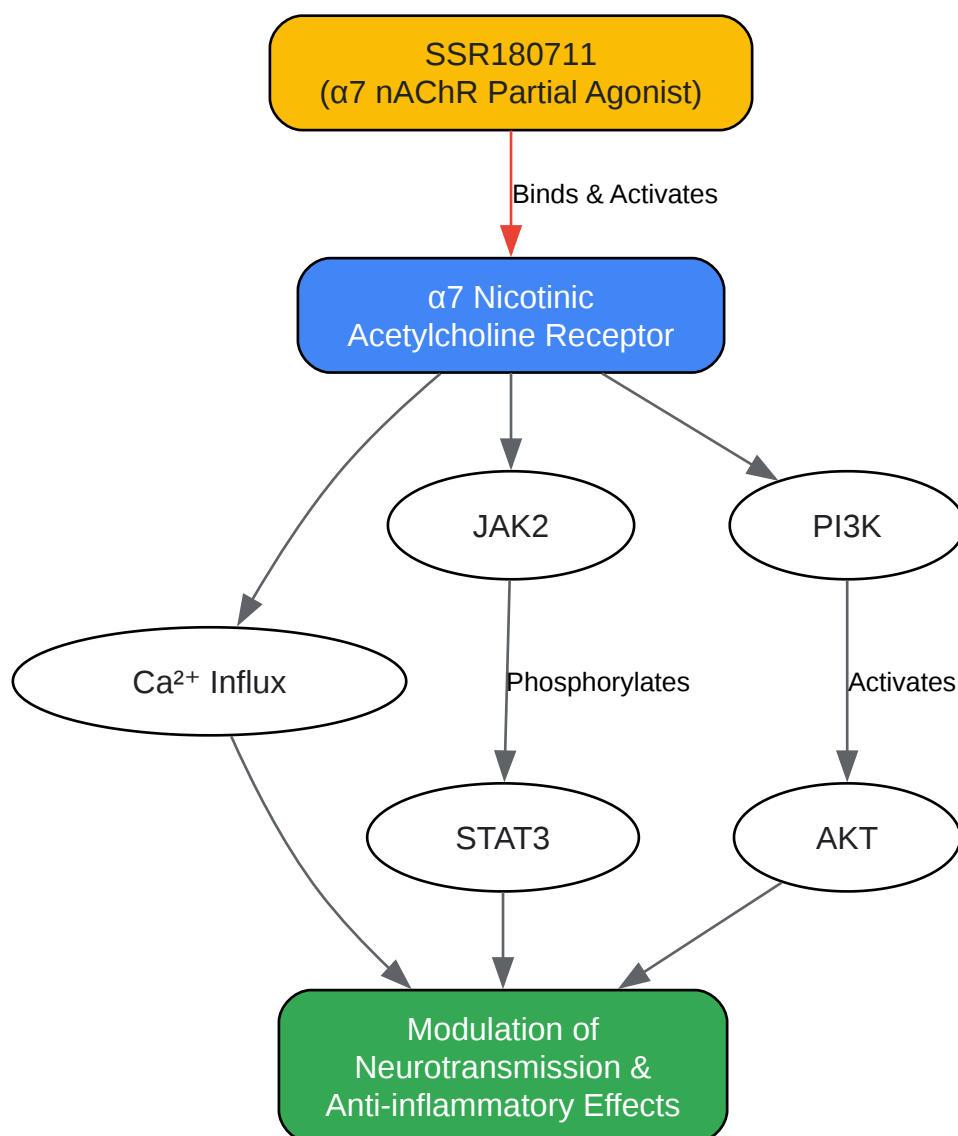 SSR180711
(α7 nAChR Partial Agonist)
Binds & Activates
α7 Nicotinic
Acetylcholine Receptor
JAK2
PI3K
Ca²⁺ Influx
Phosphorylates
Activates
STAT3
AKT
Modulation of
Neurotransmission &
Anti-inflammatory Effects